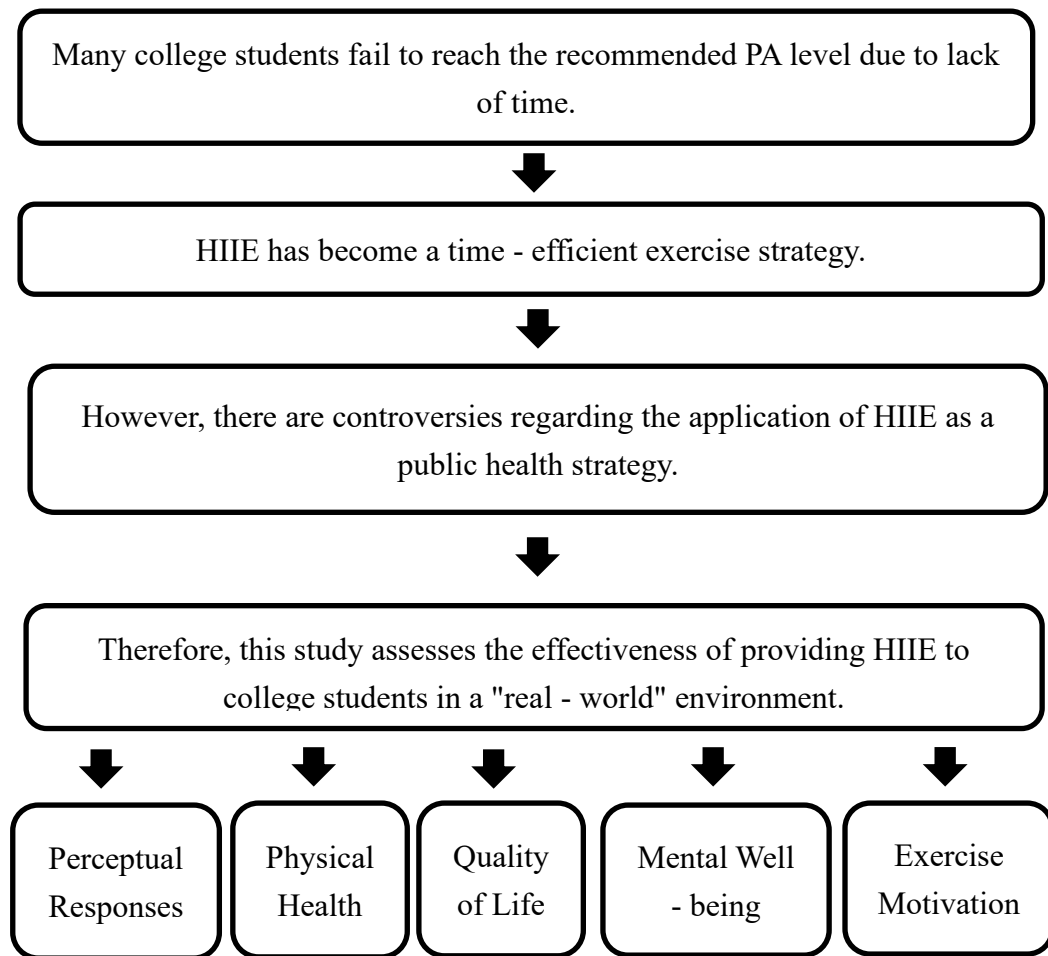 Many college students fail to reach the recommended PA level due to lack
of time.
HIIE has become a time - efficient exercise strategy.
However, there are controversies regarding the application of HIIE as a
public health strategy.
Therefore, this study assesses the effectiveness of providing HIIE to
college students in a "real - world" environment.
Perceptual
Responses
Physical
Health
Quality
of Life
Mental Well
- being
Exercise
Motivation